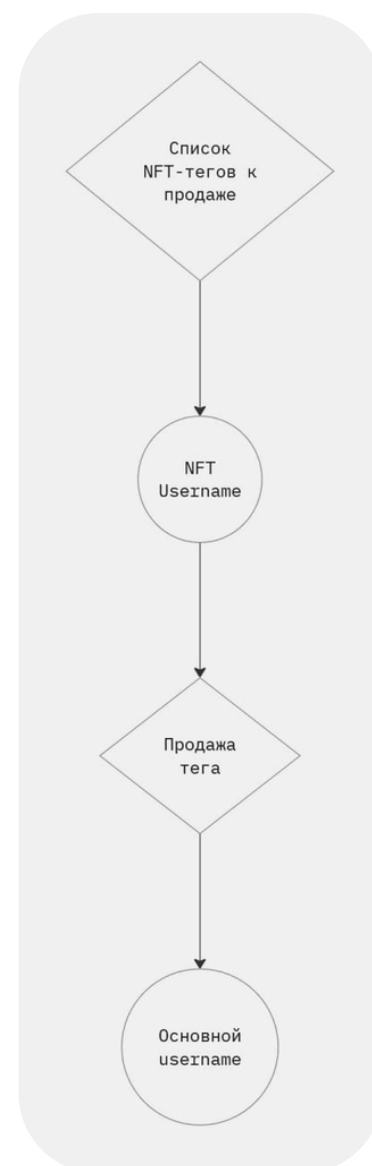 Список
NFT-тегов к
продаже
NFT
Username
Продажа
тега
Основной
username